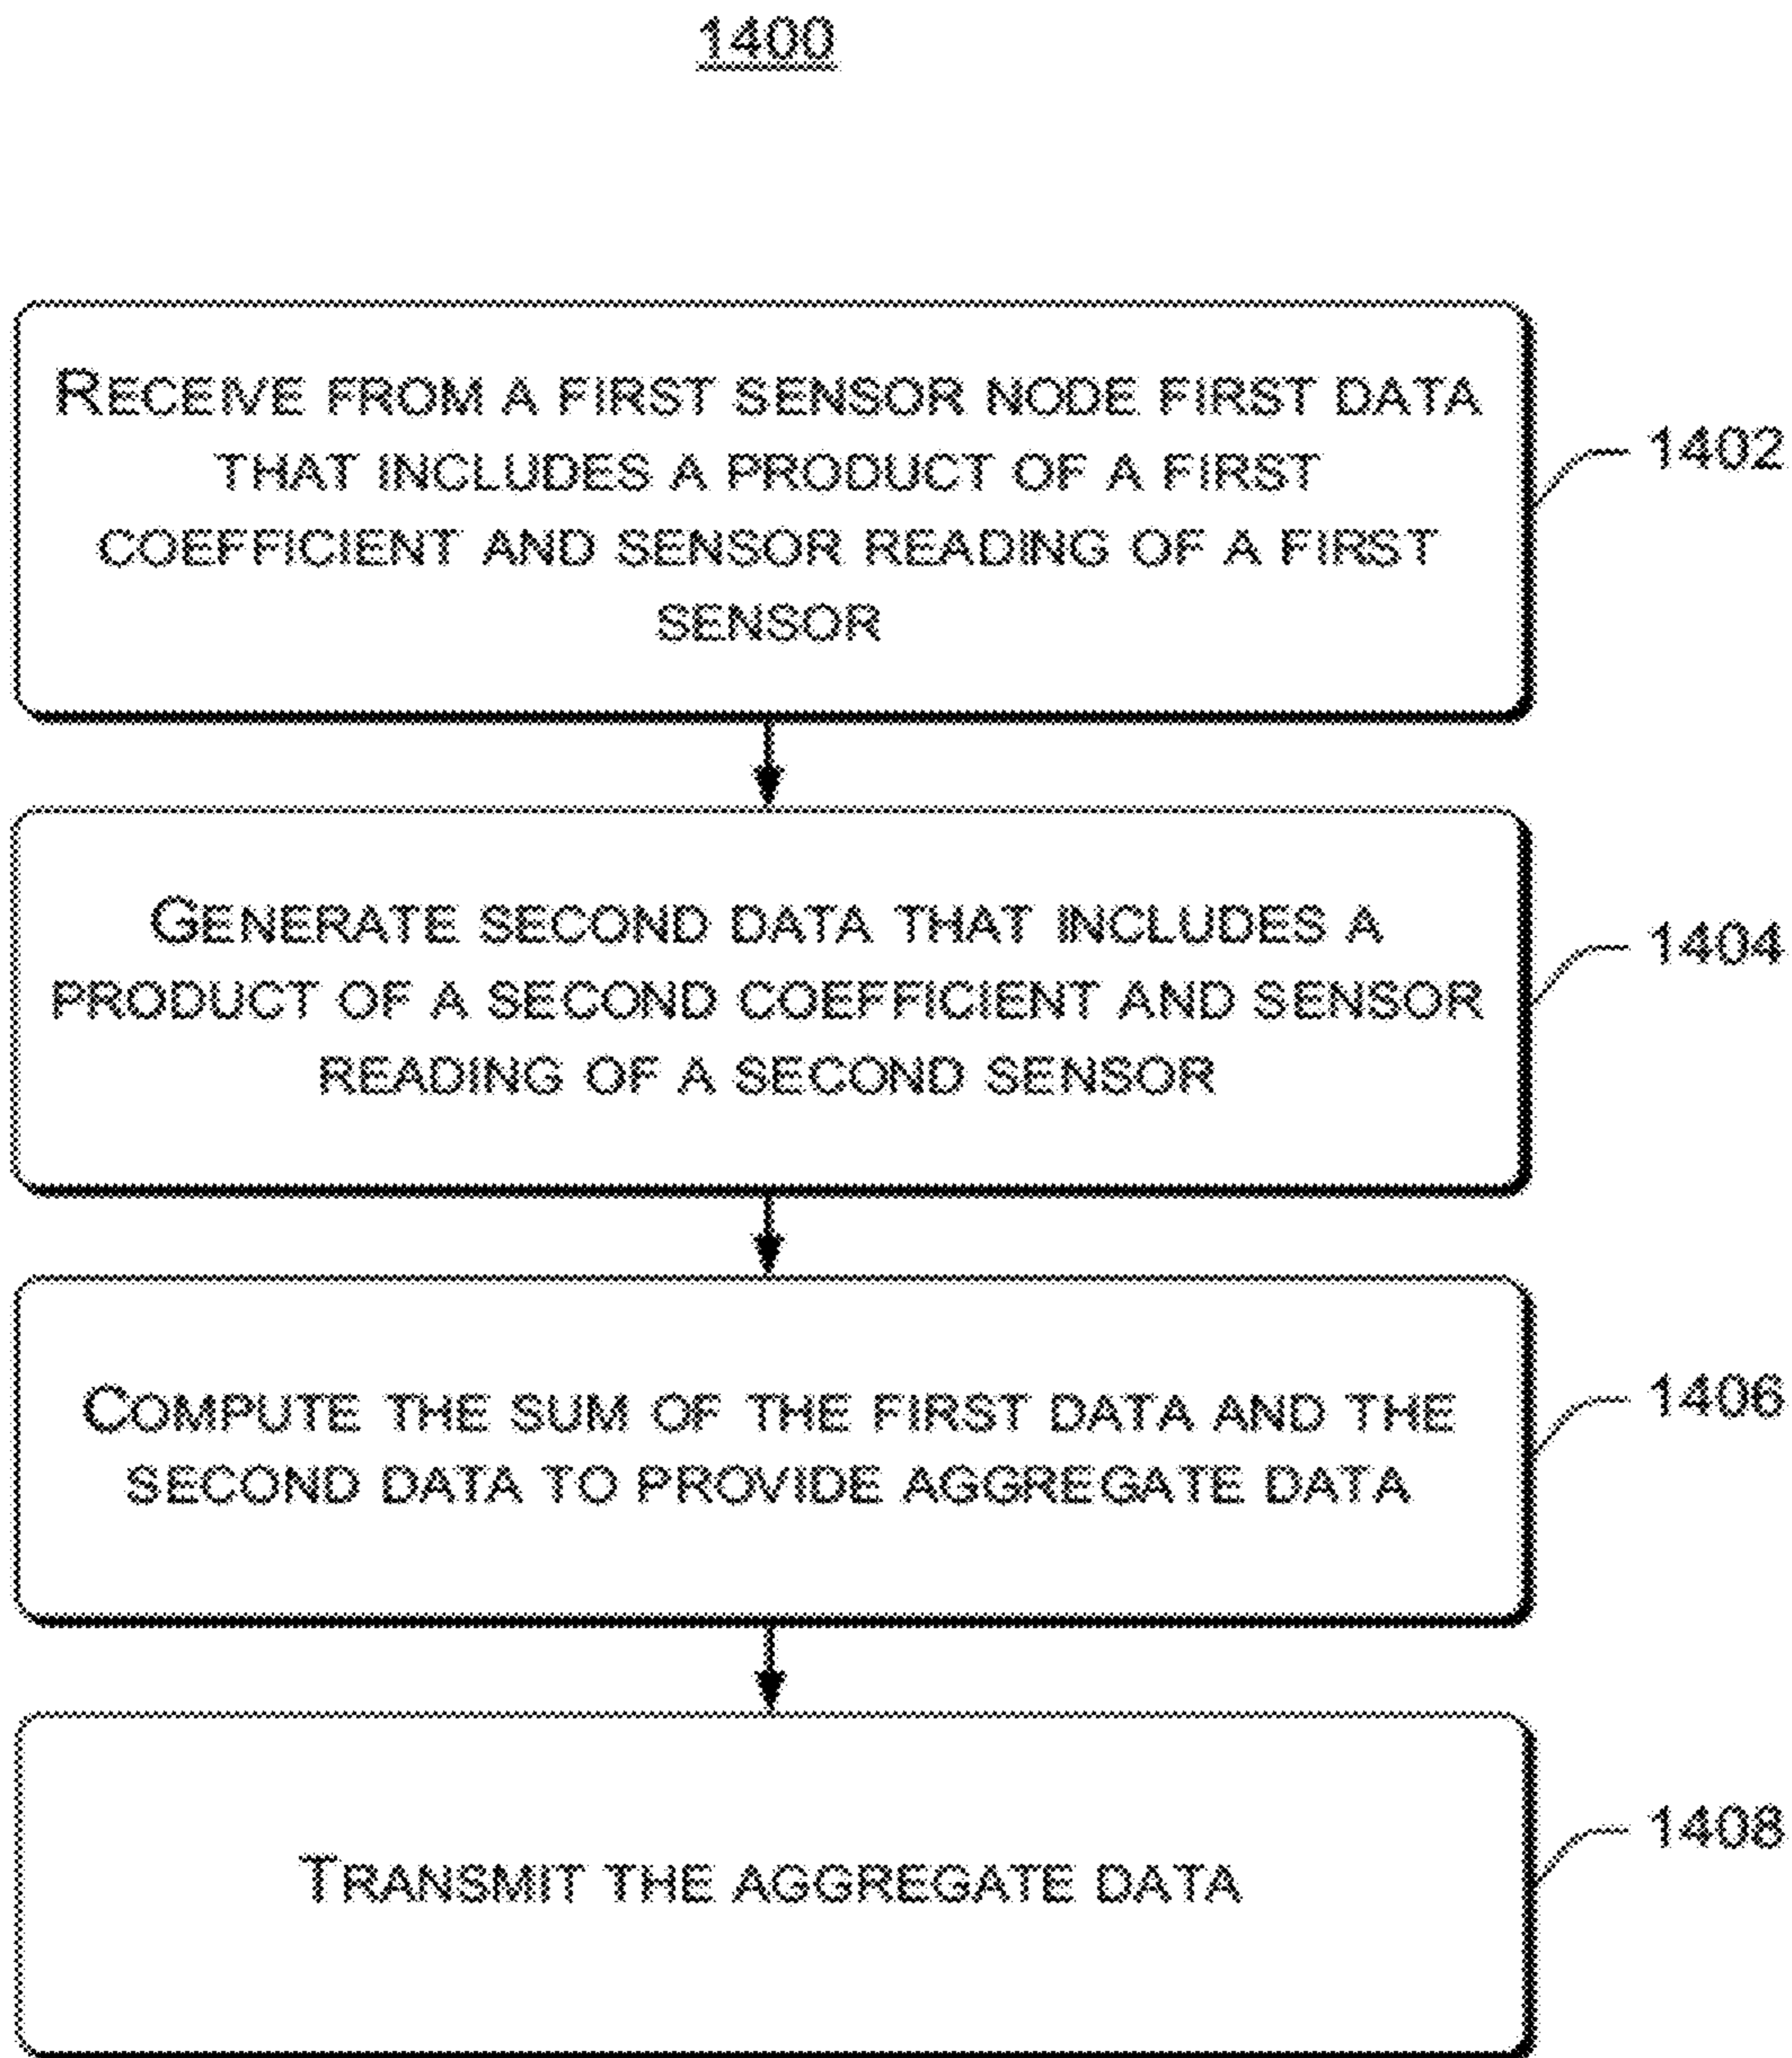 1400
RECEIVE FROM A FIRST SENSOR NODE FIRST DATA
THAT INCLUDES A PRODUCT OF A FIRST
COEFFICIENT AND SENSOR READING OF A FIRST
SENSOR
1402
GENERATE SECOND DATA THAT INCLUDES A
PRODUCT OF A SECOND COEFFICIENT AND SENSOR
READING OF A SECOND SENSOR
1404
COMPUTE THE SUM OF THE FIRST DATA AND THE
SECOND DATA TO PROVIDE AGGREGATE DATA
1406
TRANSMIT THE AGGREGATE DATA
1408